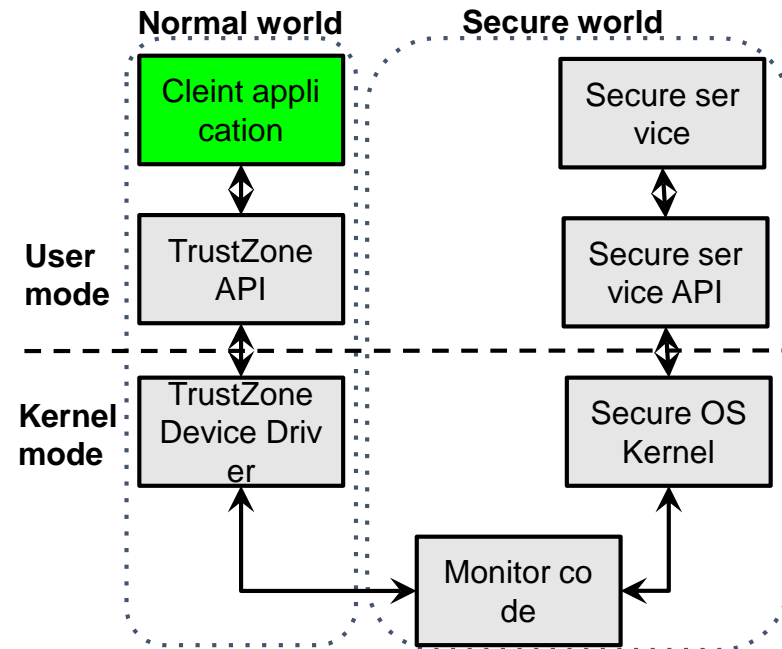 Normal world
Secure world
Cleint appli
cation
Secure ser
vice
User
mode
TrustZone
API
Secure ser
vice API
Kernel
mode
TrustZone
Device Driv
er
Secure OS
Kernel
Monitor co
de